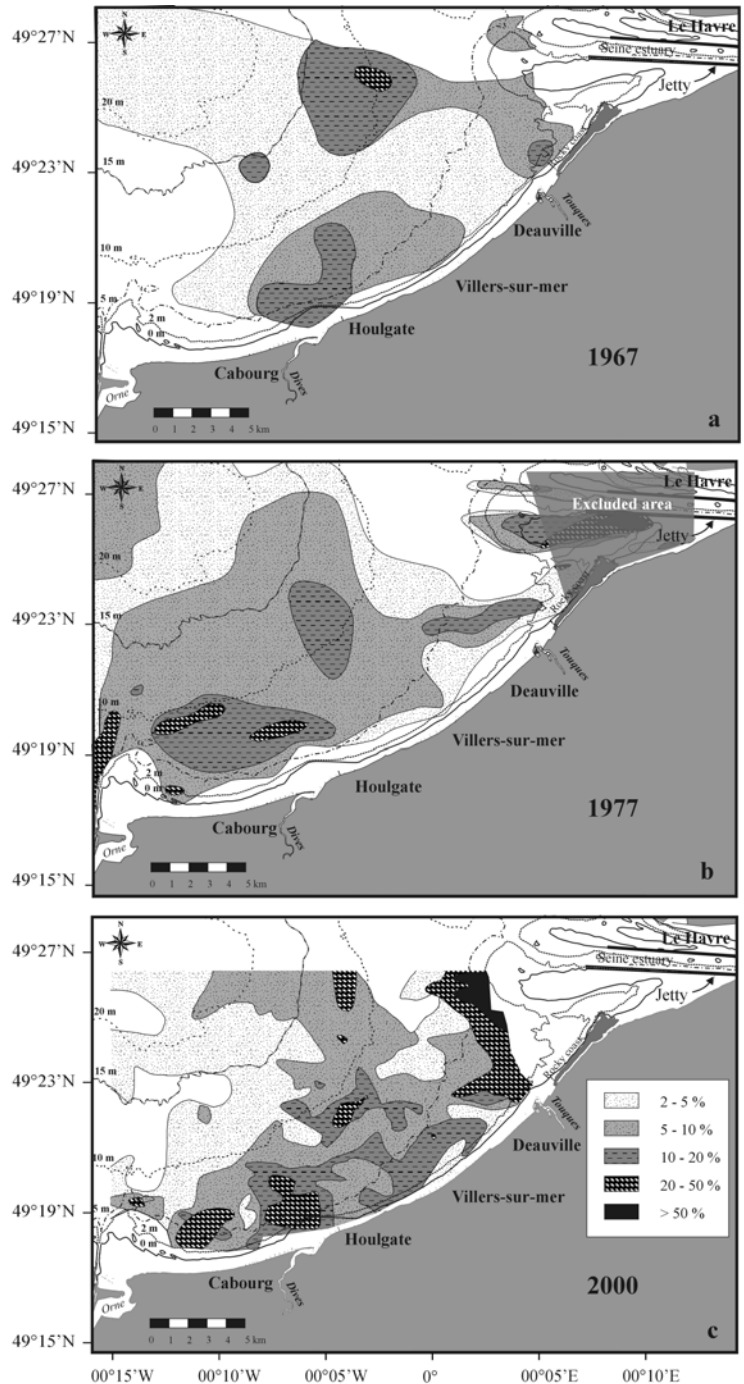 N
W E
S
49°27'N
49°23'N
49°19'N
49°15'N
Le Havre
Seine estuary
Jetty
20 m
15 m
10 m
5 m
2 m
0 m
Rocky coast
Touques
Deauville
Villers-sur-mer
Houlgate
Cabourg
Dives
Orne
1967
0 1 2 3 4 5 km
a
N
W E
S
49°27'N
49°23'N
49°19'N
49°15'N
Le Havre
Excluded area
Jetty
20 m
15 m
10 m
2 m
0 m
Rocky coast
Touques
Deauville
Villers-sur-mer
Houlgate
Cabourg
Dives
Orne
1977
0 1 2 3 4 5 km
b
N
W E
S
49°27'N
49°23'N
49°19'N
49°15'N
Le Havre
Seine estuary
Jetty
20 m
15 m
10 m
5 m
2 m
0 m
Rocky coast
Touques
Deauville
Villers-sur-mer
Houlgate
Cabourg
Dives
Orne
2 - 5 %
5 - 10 %
10 - 20 %
20 - 50 %
> 50 %
2000
0 1 2 3 4 5 km
c
00°15'W 00°10'W 00°05'W 0° 00°05'E 00°10'E